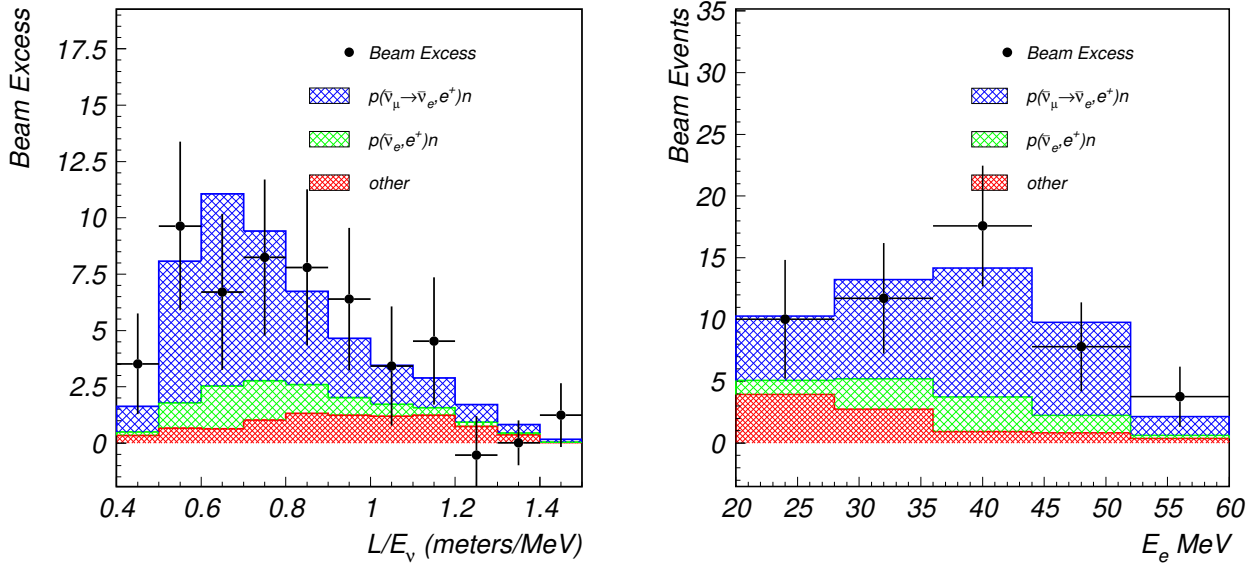 Beam Excess
17.5
15
12.5
10
7.5
5
2.5
0
0.4
0.6
0.8
1
1.2
1.4
L/Eν (meters/MeV)
Beam Excess
p(ν̄μ→ν̄e,e⁺)n
p(ν̄e,e⁺)n
other
Beam Events
35
30
25
20
15
10
5
0
20
25
30
35
40
45
50
55
60
Ee MeV
Beam Excess
p(ν̄μ→ν̄e,e⁺)n
p(ν̄e,e⁺)n
other